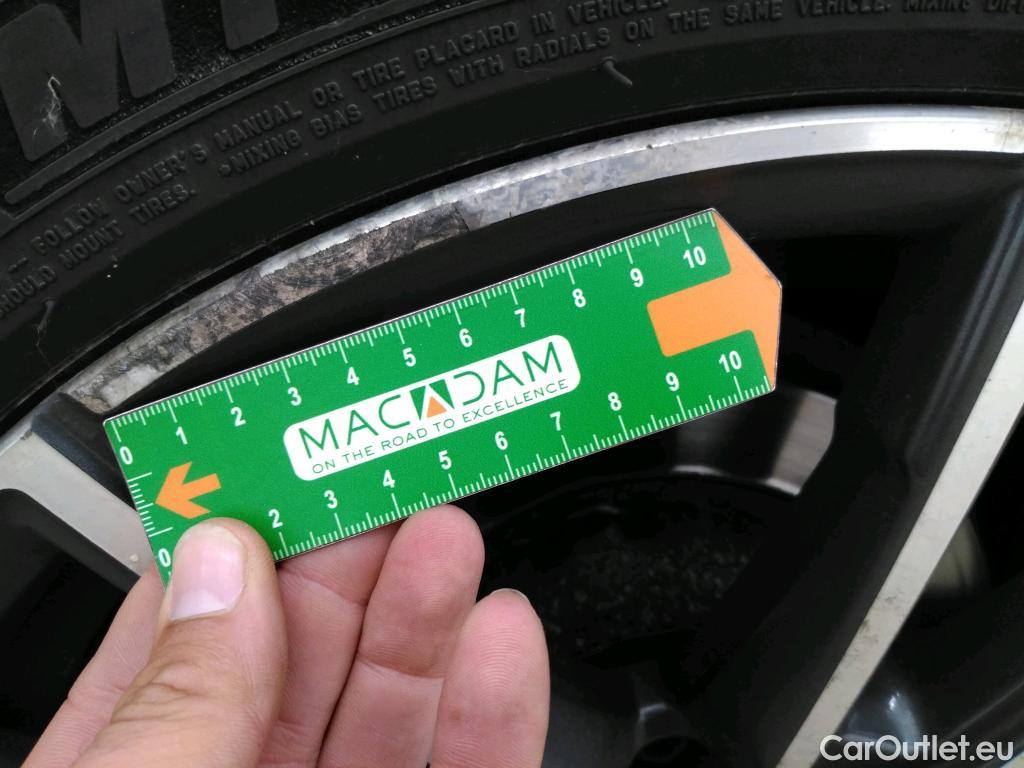 FOLLOW OWNER'S MANUAL OR TIRE PLACARD IN VEHICLE.
SHOULD MOUNT TIRES. •MIXING BIAS TIRES WITH RADIALS ON THE SAME VEHICLE. MIXING
0 1 2 3 4 5 6 7 8 9 10
MACADAM
ON THE ROAD TO EXCELLENCE
0 2 3 4 5 6 7 8 9 10
CarOutlet.eu